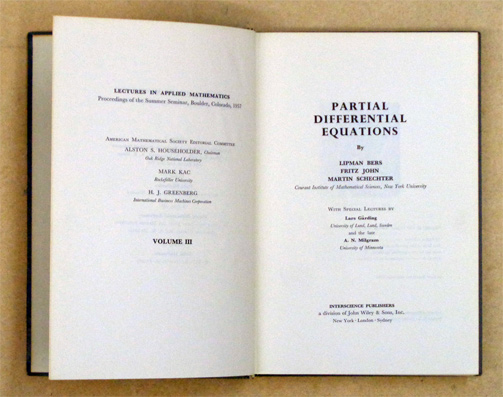 LECTURES IN APPLIED MATHEMATICS
Proceedings of the Summer Seminar, Boulder, Colorado, 1957
AMERICAN MATHEMATICAL SOCIETY EDITORIAL COMMITTEE
ALSTON S. HOUSEHOLDER, Chairman
Oak Ridge National Laboratory
MARK KAC
Rockefeller University
H. J. GREENBERG
International Business Machines Corporation
VOLUME III
PARTIAL
DIFFERENTIAL
EQUATIONS
By
LIPMAN BERS
FRITZ JOHN
MARTIN SCHECHTER
Courant Institute of Mathematical Sciences, New York University
WITH SPECIAL LECTURES BY
Lars Gårding
University of Lund, Lund, Sweden
and the late
A. N. Milgram
University of Minnesota
INTERSCIENCE PUBLISHERS
a division of John Wiley & Sons, Inc.
New York · London · Sydney